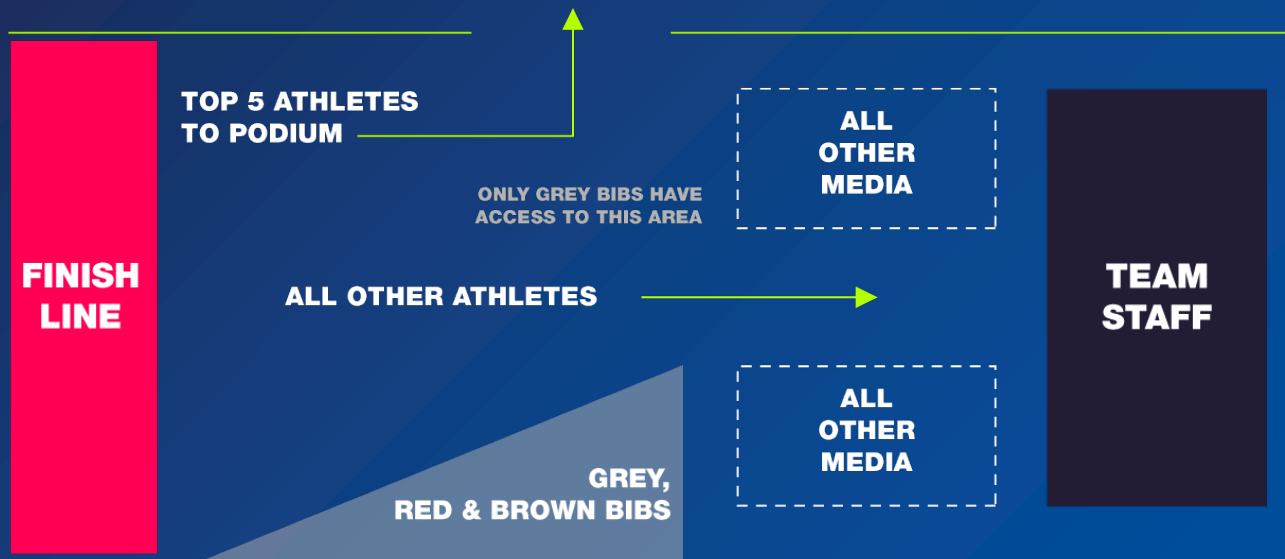 TOP 5 ATHLETES
TO PODIUM
ALL
OTHER
MEDIA
ONLY GREY BIBS HAVE
ACCESS TO THIS AREA
FINISH
LINE
ALL OTHER ATHLETES
TEAM
STAFF
ALL
OTHER
MEDIA
GREY,
RED & BROWN BIBS